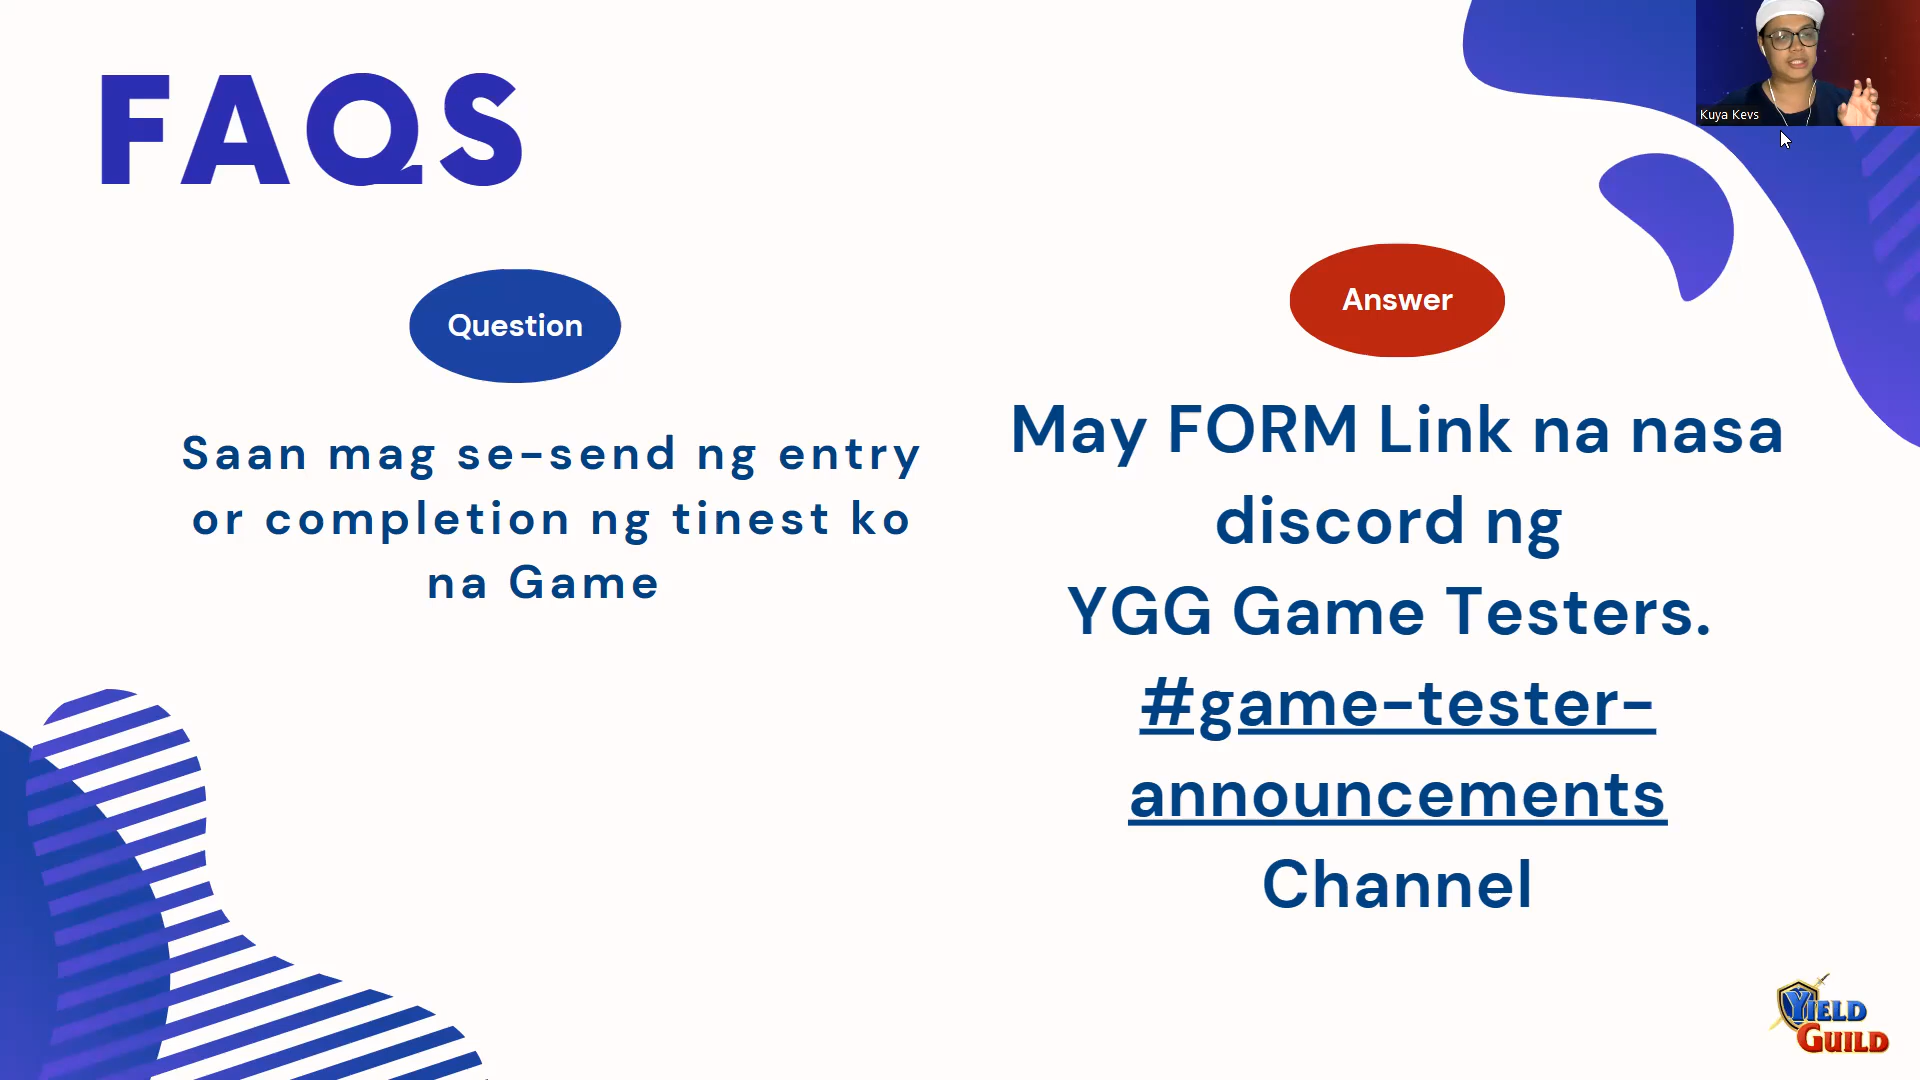 FAQS
Kuya Kevs
Question
Saan mag se-send ng entry
or completion ng tinest ko
na Game
Answer
May FORM Link na nasa
discord ng
YGG Game Testers.
#game-tester-
announcements
Channel
YIELD
GUILD